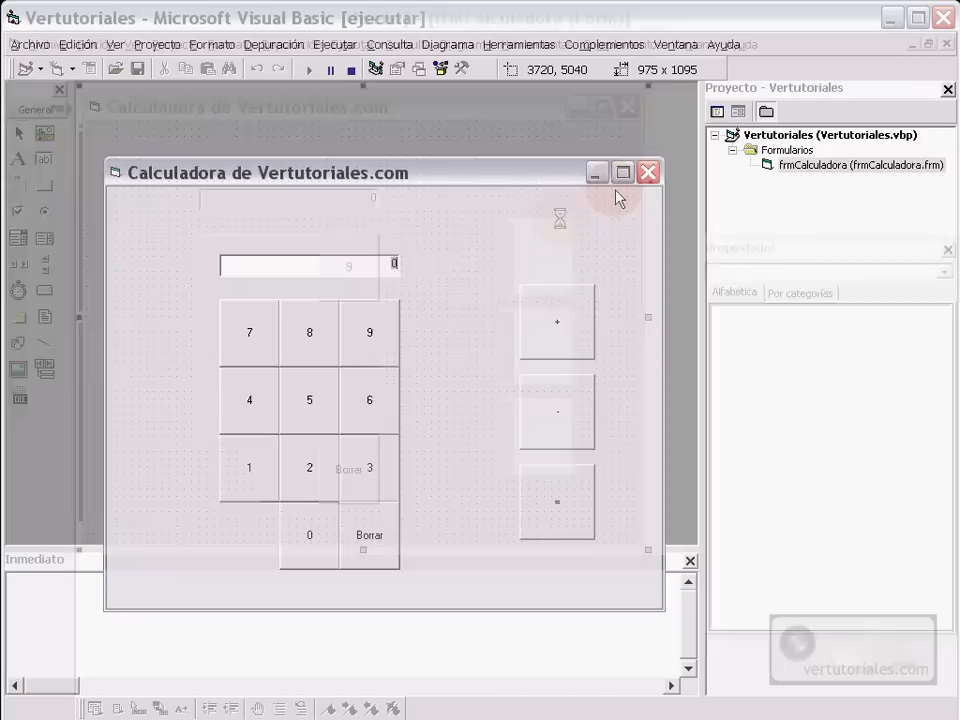 Vertutoriales - Microsoft Visual Basic [ejecutar]
Archivo Edición Ver Proyecto Formato Depuración Ejecutar Consulta Diagrama Herramientas Complementos Ventana Ayuda
3720, 5040 975 x 1095
General
Calculadora de Vertutoriales.com
Proyecto - Vertutoriales
Vertutoriales (Vertutoriales.vbp)
Formularios
frmCalculadora (frmCalculadora.frm)
Calculadora de Vertutoriales.com
0
9 0
7 8 9
4 5 6
1 2 3
Borrar
0 Borrar
+
-
=
Propiedades
Alfabética Por categorías
Inmediato
vertutoriales.com